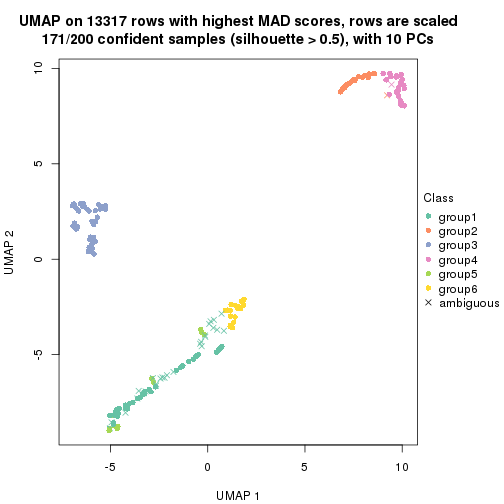 UMAP on 13317 rows with highest MAD scores, rows are scaled
171/200 confident samples (silhouette > 0.5), with 10 PCs
10
5
0
-5
UMAP 2
-5
0
5
10
UMAP 1
Class
group1
group2
group3
group4
group5
group6
ambiguous